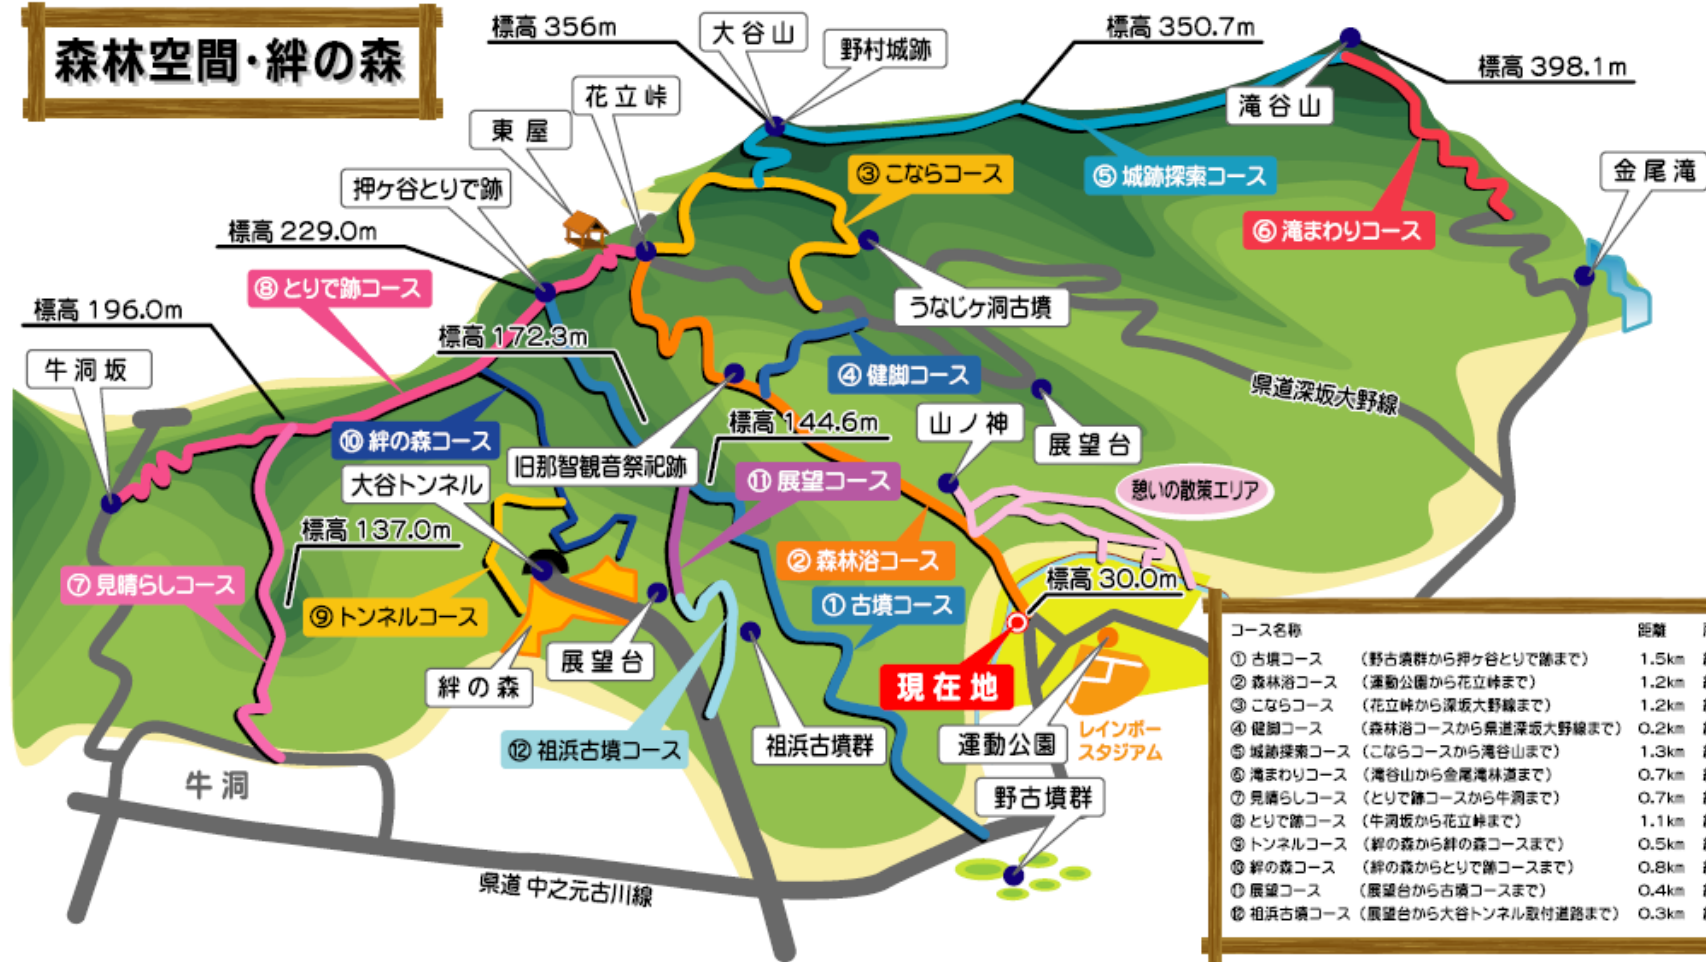 森林空間・絆の森
標高 356m
大谷山
野村城跡
標高 350.7m
標高 398.1m
滝谷山
花立峠
東屋
押ヶ谷とりで跡
標高 229.0m
③ こならコース
⑤ 城跡探索コース
⑥ 滝まわりコース
金尾滝
⑧ とりで跡コース
標高 196.0m
標高 172.3m
うなじヶ洞古墳
牛洞坂
④ 健脚コース
県道深坂大野線
⑩ 絆の森コース
旧那智観音祭祀跡
標高 144.6m
山ノ神
展望台
大谷トンネル
⑪ 展望コース
憩いの散策エリア
標高 137.0m
② 森林浴コース
標高 30.0m
⑦ 見晴らしコース
⑨ トンネルコース
① 古墳コース
展望台
絆の森
現在地
⑫ 祖浜古墳コース
祖浜古墳群
運動公園
レインボー
スタジアム
牛洞
野古墳群
県道 中之元古川線
コース名称 距離
① 古墳コース （野古墳群から押ヶ谷とりで跡まで） 1.5km
② 森林浴コース （運動公園から花立峠まで） 1.2km
③ こならコース （花立峠から深坂大野線まで） 1.2km
④ 健脚コース （森林浴コースから県道深坂大野線まで） 0.2km
⑤ 城跡探索コース （こならコースから滝谷山まで） 1.3km
⑥ 滝まわりコース （滝谷山から金尾滝林道まで） 0.7km
⑦ 見晴らしコース （とりで跡コースから牛洞まで） 0.7km
⑧ とりで跡コース （牛洞坂から花立峠まで） 1.1km
⑨ トンネルコース （絆の森から絆の森コースまで） 0.5km
⑩ 絆の森コース （絆の森からとりで跡コースまで） 0.8km
⑪ 展望コース （展望台から古墳コースまで） 0.4km
⑫ 祖浜古墳コース （展望台から大谷トンネル取付道路まで） 0.3km